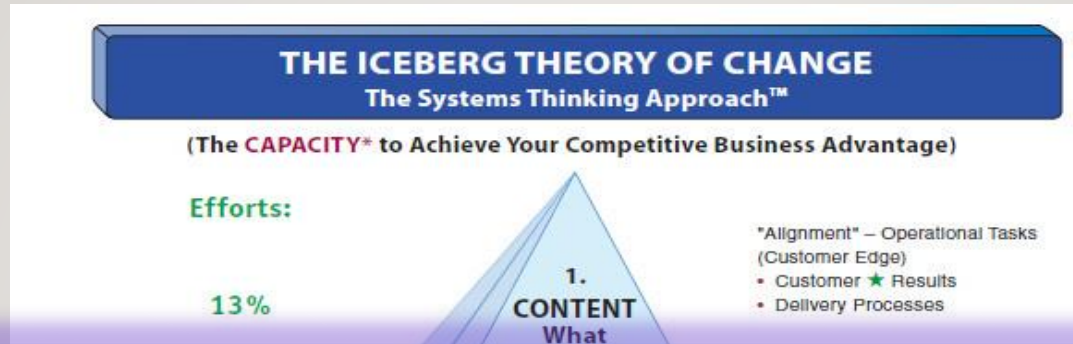 THE ICEBERG THEORY OF CHANGE
The Systems Thinking Approach™
(The CAPACITY* to Achieve Your Competitive Business Advantage)
Efforts:
"Alignment" – Operational Tasks
(Customer Edge)
• Customer ★ Results
• Delivery Processes
13%
1.
CONTENT
What